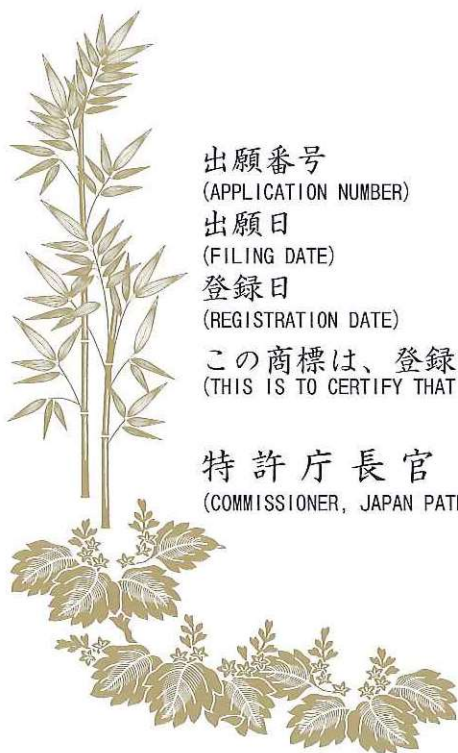 出願番号
(APPLICATION NUMBER)
出願日
(FILING DATE)
登録日
(REGISTRATION DATE)
この商標は、登録
(THIS IS TO CERTIFY THAT
特許庁長官
(COMMISSIONER, JAPAN PAT